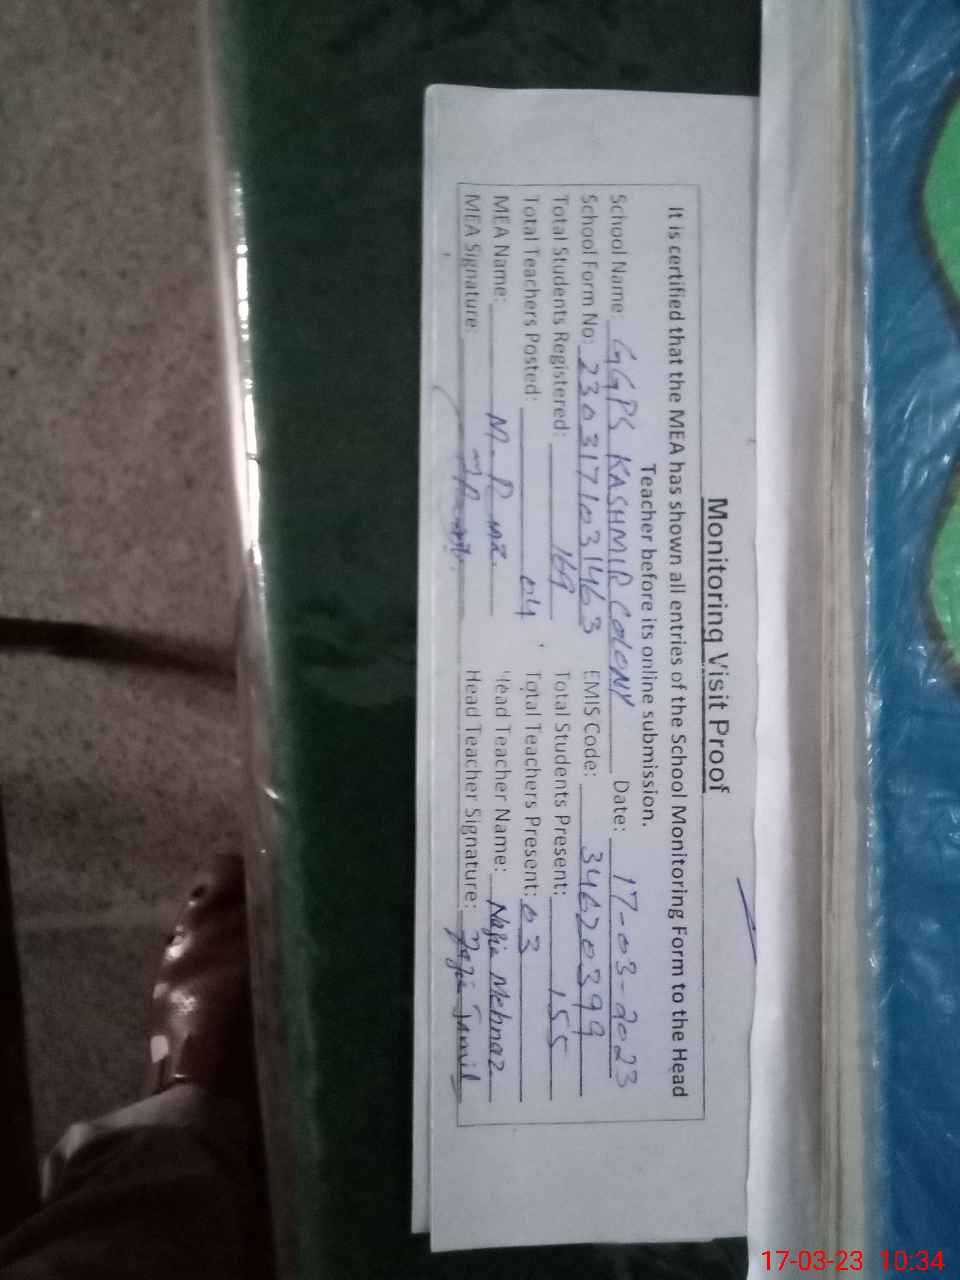 Monitoring Visit Proof
It is certified that the MEA has shown all entries of the School Monitoring Form to the Head
Teacher before its online submission.
School Name: GGPS KASHMIR COLONY Date: 17-03-2023
School Form No: 2303171031463 EMIS Code: 34620399
Total Students Registered: 169 Total Students Present: 155
Total Teachers Posted: 04 Total Teachers Present: 03
MEA Name: Head Teacher Name: Nazia Mehnaz
MEA Signature: Head Teacher Signature:
17-03-23 10:34